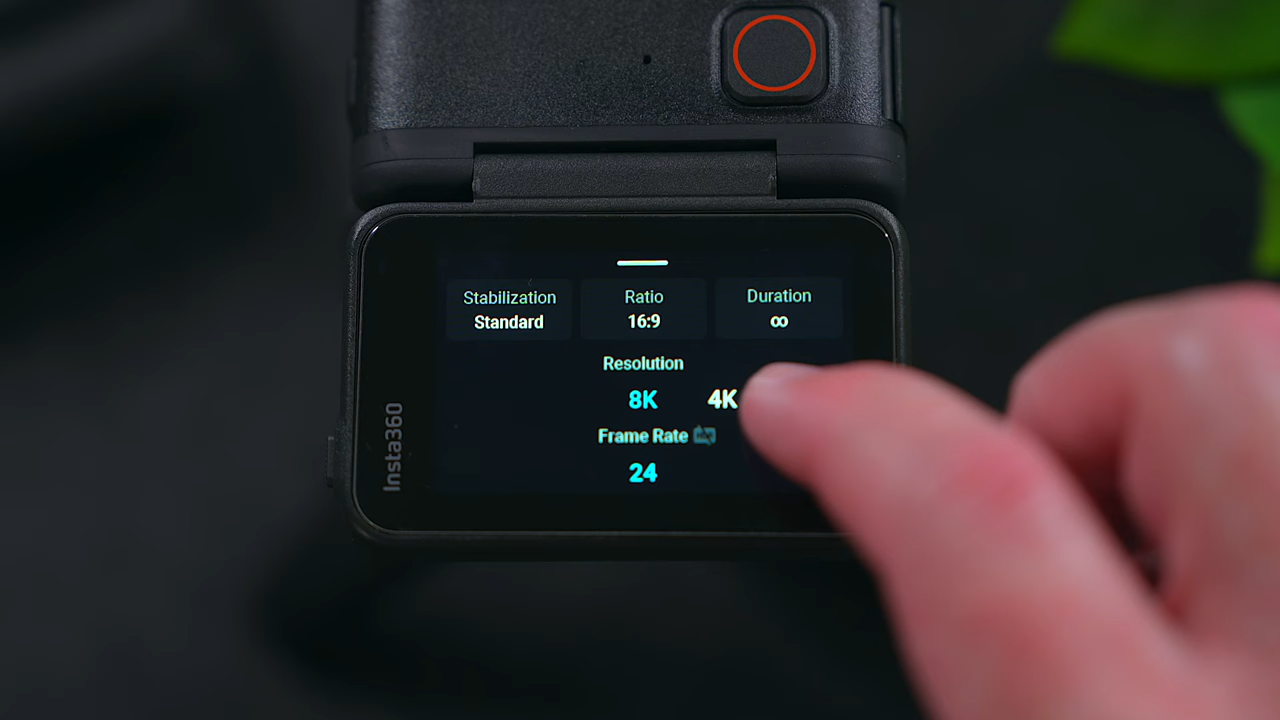 Stabilization
Standard
Ratio
16:9
Duration
∞
Resolution
8K 4K
Frame Rate
24
Insta360